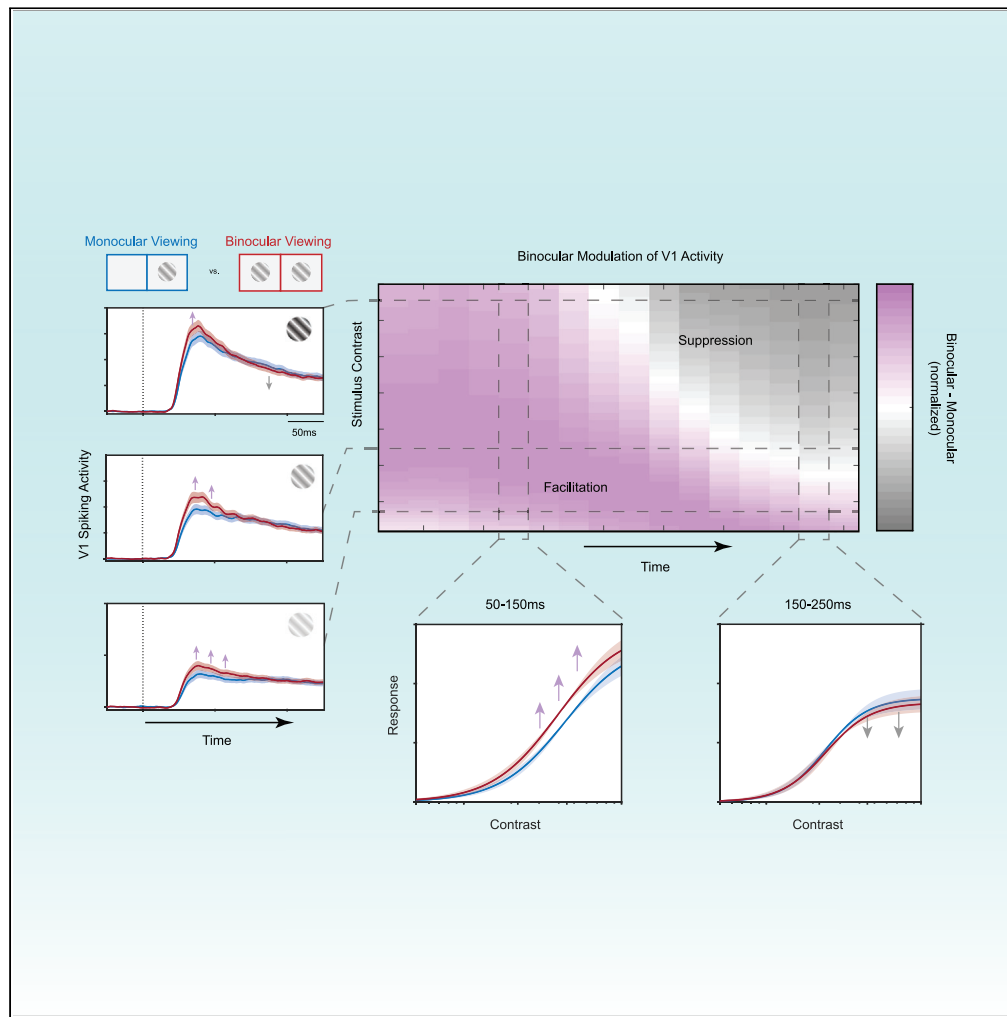 Monocular Viewing
Binocular Viewing
vs.
V1 Spiking Activity
50ms
Time
Binocular Modulation of V1 Activity
Stimulus Contrast
Suppression
Facilitation
Time
Binocular - Monocular
(normalized)
50-150ms
Response
Contrast
150-250ms
Contrast